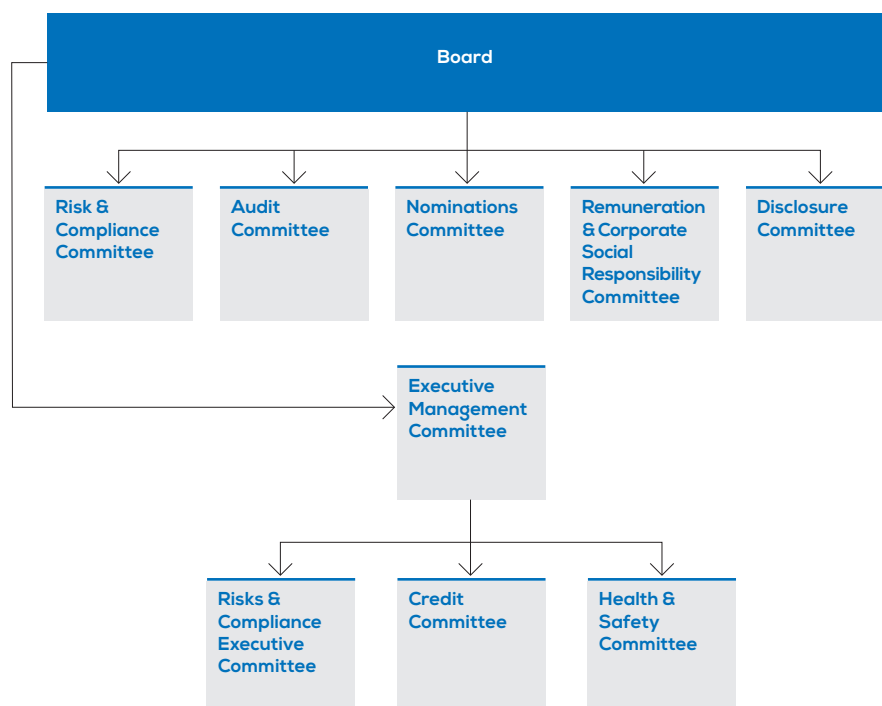 Board
Risk &
Compliance
Committee
Audit
Committee
Nominations
Committee
Remuneration
& Corporate
Social
Responsibility
Committee
Disclosure
Committee
Executive
Management
Committee
Risks &
Compliance
Executive
Committee
Credit
Committee
Health &
Safety
Committee